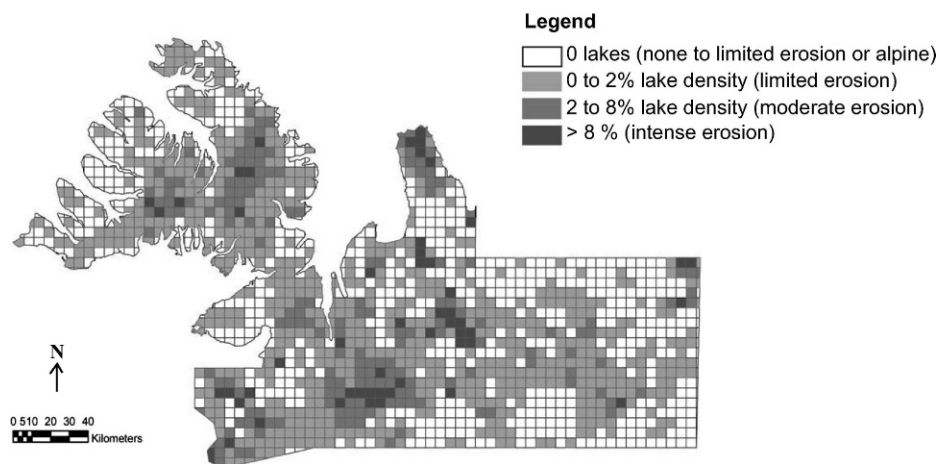 Legend
0 lakes (none to limited erosion or alpine)
0 to 2% lake density (limited erosion)
2 to 8% lake density (moderate erosion)
> 8 % (intense erosion)
N
0 510 20 30 40
Kilometers